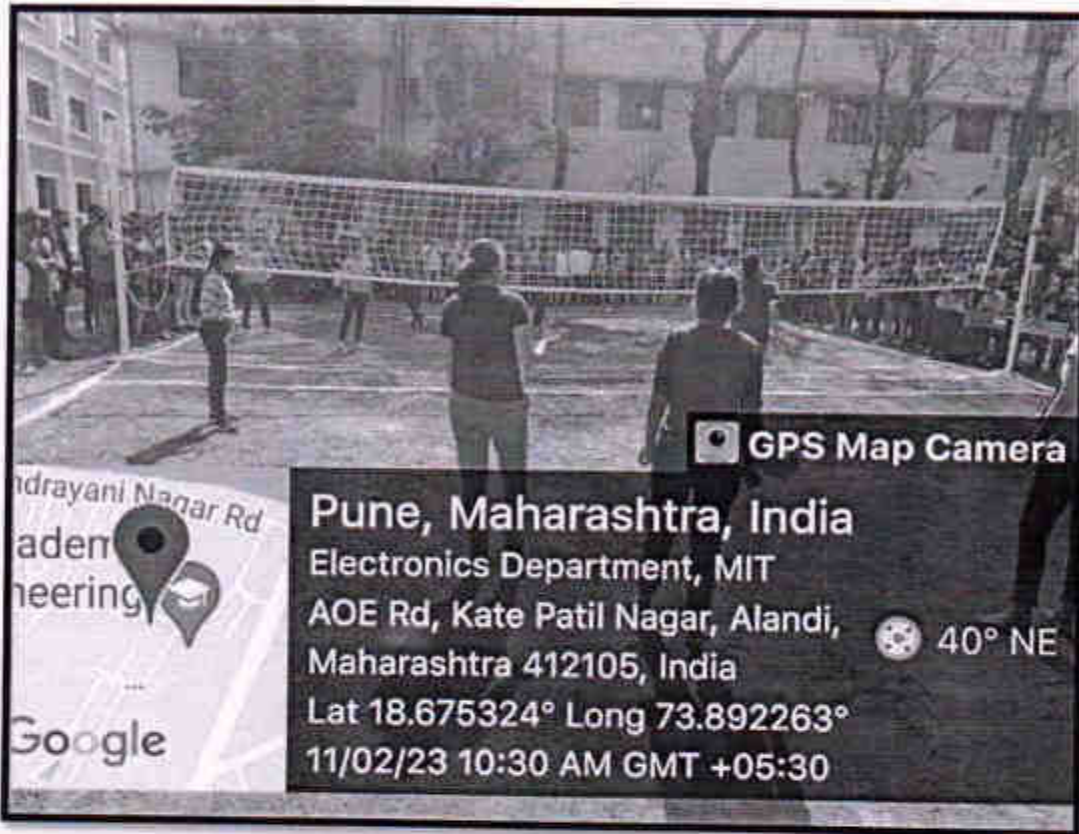 GPS Map Camera
ndrayani Nagar Rd
adem
neering
Google
Pune, Maharashtra, India
Electronics Department, MIT
AOE Rd, Kate Patil Nagar, Alandi,
Maharashtra 412105, India
Lat 18.675324° Long 73.892263°
11/02/23 10:30 AM GMT +05:30
40° NE